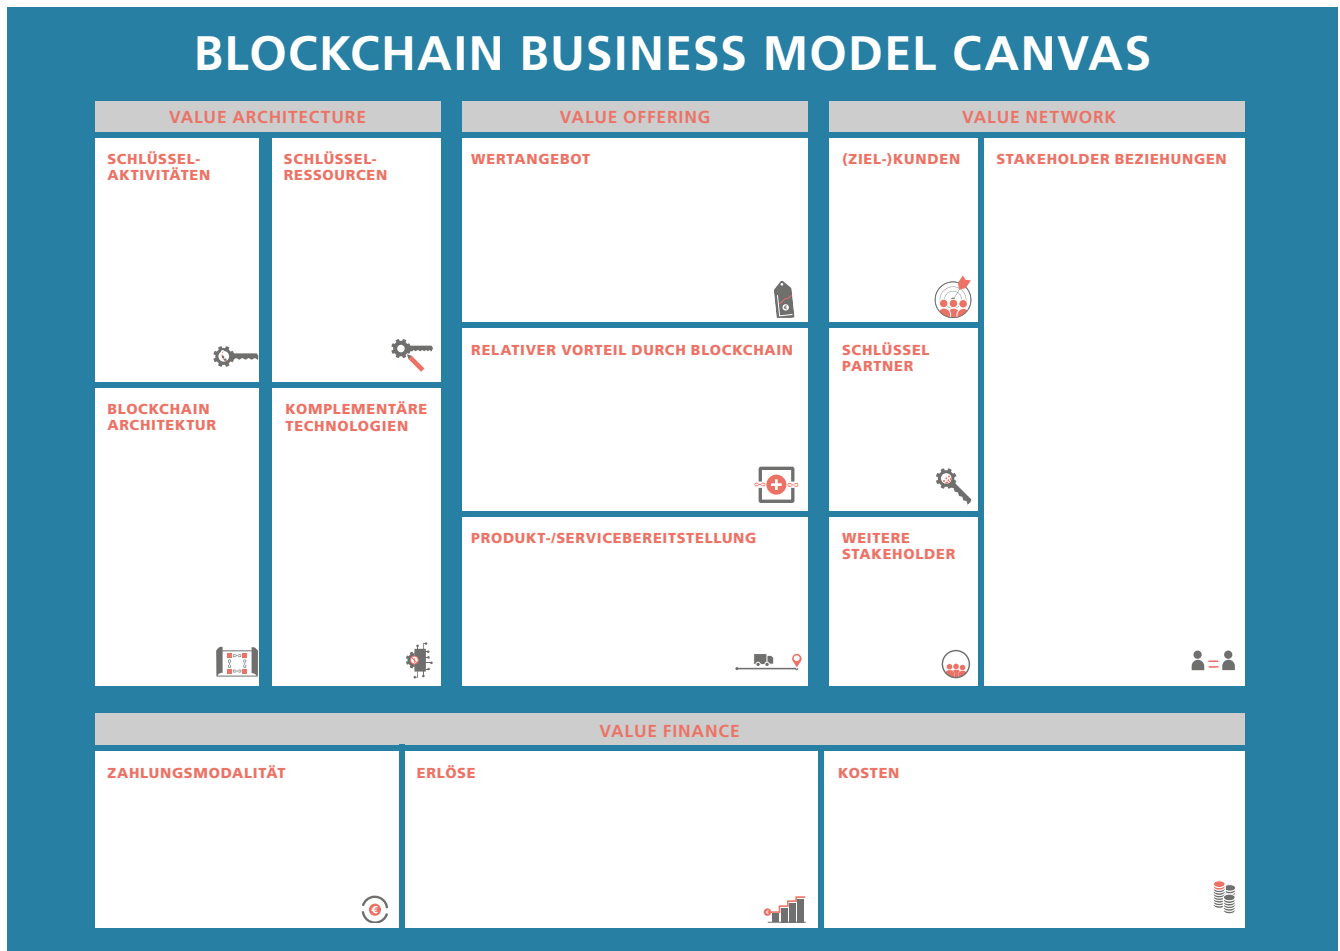 BLOCKCHAIN BUSINESS MODEL CANVAS
VALUE ARCHITECTURE
SCHLÜSSEL-
AKTIVITÄTEN
SCHLÜSSEL-
RESSOURCEN
BLOCKCHAIN
ARCHITEKTUR
KOMPLEMENTÄRE
TECHNOLOGIEN
VALUE OFFERING
WERTANGEBOT
RELATIVER VORTEIL DURCH BLOCKCHAIN
PRODUKT-/SERVICEBEREITSTELLUNG
VALUE NETWORK
(ZIEL-)KUNDEN
SCHLÜSSEL
PARTNER
WEITERE
STAKEHOLDER
STAKEHOLDER BEZIEHUNGEN
VALUE FINANCE
ZAHLUNGSMODALITÄT
ERLÖSE
KOSTEN